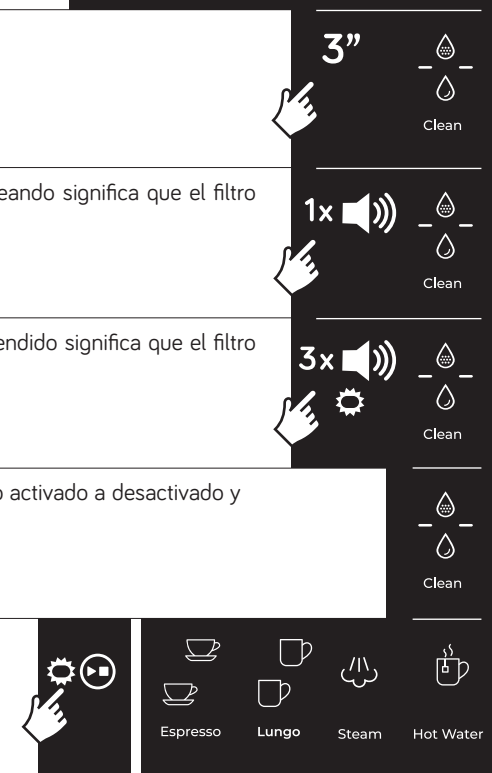 3”
Clean
eando significa que el filtro
1x
Clean
endido significa que el filtro
3x
Clean
o activado a desactivado y
Clean
Espresso
Lungo
Steam
Hot Water